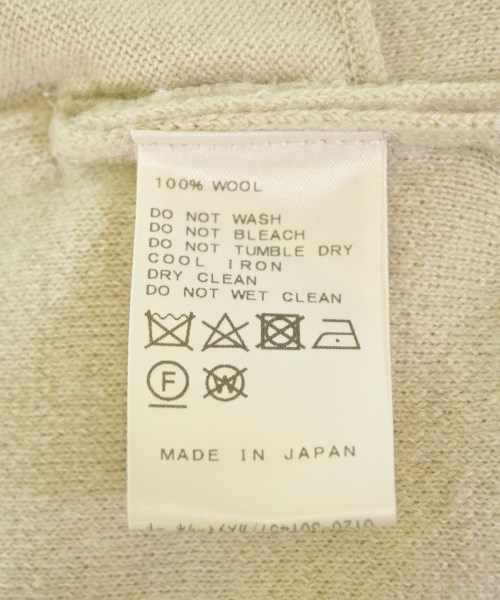 100% WOOL
DO NOT WASH
DO NOT BLEACH
DO NOT TUMBLE DRY
COOL IRON
DRY CLEAN
DO NOT WET CLEAN
F W
MADE IN JAPAN